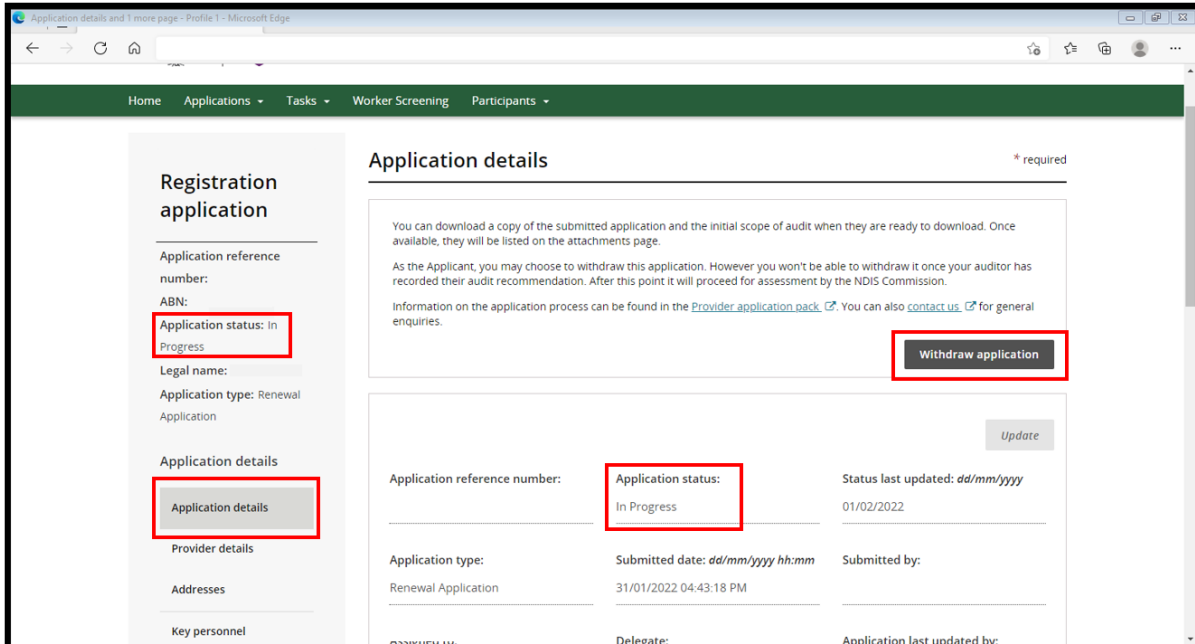 Application details and 1 more page - Profile 1 - Microsoft Edge
Home Applications Tasks Worker Screening Participants
Registration
application
Application reference
number:
ABN:
Application status: In
Progress
Legal name:
Application type: Renewal
Application
Application details
Application details
Provider details
Addresses
Key personnel
Application details
* required
You can download a copy of the submitted application and the initial scope of audit when they are ready to download. Once
available, they will be listed on the attachments page.
As the Applicant, you may choose to withdraw this application. However you won't be able to withdraw it once your auditor has
recorded their audit recommendation. After this point it will proceed for assessment by the NDIS Commission.
Information on the application process can be found in the Provider application pack. You can also contact us for general
enquiries.
Withdraw application
Update
Application reference number: Application status: Status last updated: dd/mm/yyyy
In Progress 01/02/2022
Application type: Submitted date: dd/mm/yyyy hh:mm Submitted by:
Renewal Application 31/01/2022 04:43:18 PM
Delegate: Application last updated by: